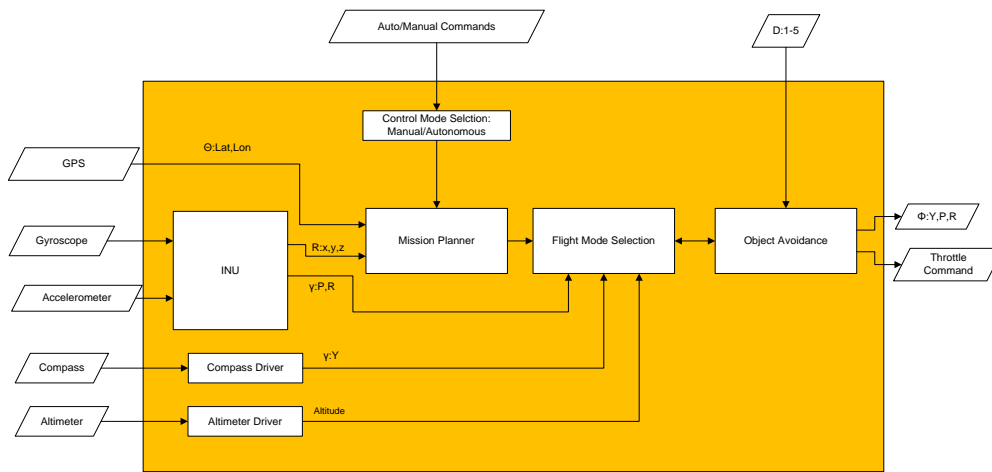 Auto/Manual Commands
D:1-5
Control Mode Selction:
Manual/Autonomous
GPS
Θ:Lat,Lon
Gyroscope
Accelerometer
INU
R:x,y,z
γ:P,R
Mission Planner
Flight Mode Selection
Object Avoidance
Φ:Y,P,R
Throttle
Command
Compass
Compass Driver
γ:Y
Altimeter
Altimeter Driver
Altitude